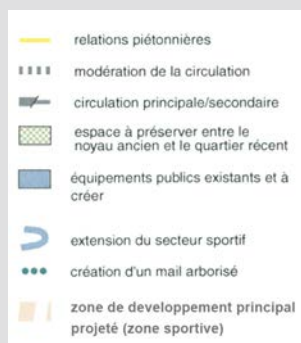 relations piétonnières
modération de la circulation
circulation principale/secondaire
espace à préserver entre le
noyau ancien et le quartier récent
équipements publics existants et à
créer
extension du secteur sportif
création d'un mail arborisé
zone de developpement principal
projeté (zone sportive)